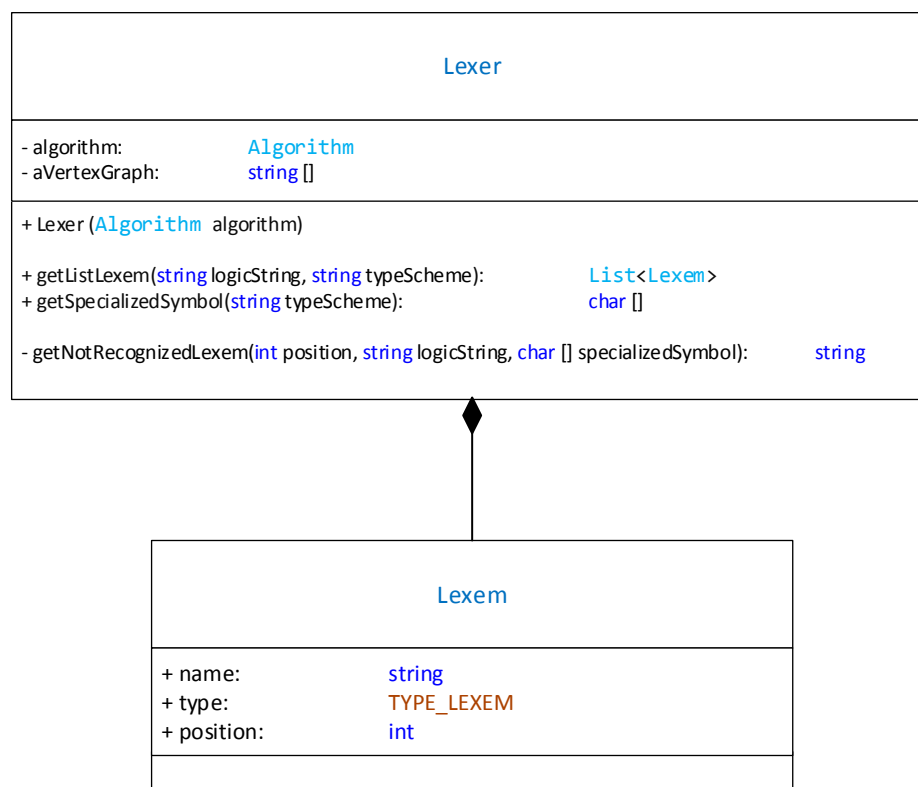 Lexer
- algorithm: Algorithm
- aVertexGraph: string []
+ Lexer (Algorithm algorithm)
+ getListLexem(string logicString, string typeScheme): List<Lexem>
+ getSpecializedSymbol(string typeScheme): char []
- getNotRecognizedLexem(int position, string logicString, char [] specializedSymbol): string
Lexem
+ name: string
+ type: TYPE_LEXEM
+ position: int